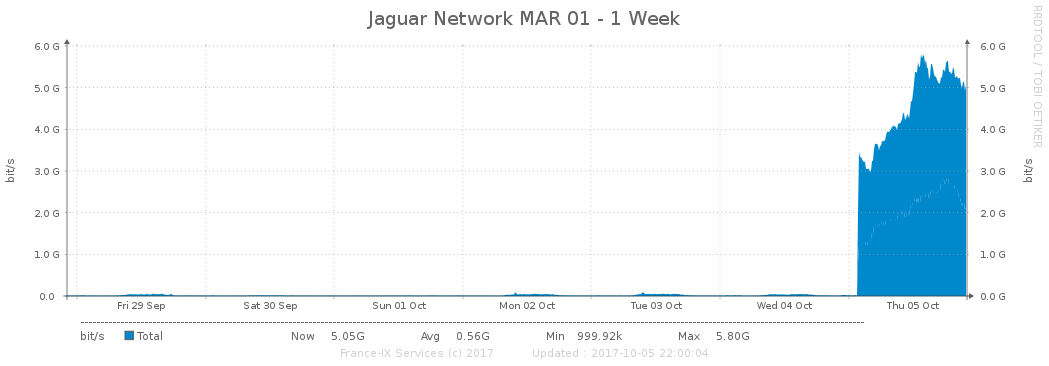 Jaguar Network MAR 01 - 1 Week
RRDTOOL / TOBI OETIKER
6.0 G 6.0 G
5.0 G 5.0 G
4.0 G 4.0 G
3.0 G 3.0 G
bit/s bit/s
2.0 G 2.0 G
1.0 G 1.0 G
0.0 0.0 G
Fri 29 Sep Sat 30 Sep Sun 01 Oct Mon 02 Oct Tue 03 Oct Wed 04 Oct Thu 05 Oct
bit/s Total Now 5.05G Avg 0.56G Min 999.92k Max 5.80G
France-IX Services (c) 2017 Updated : 2017-10-05 22:00:04